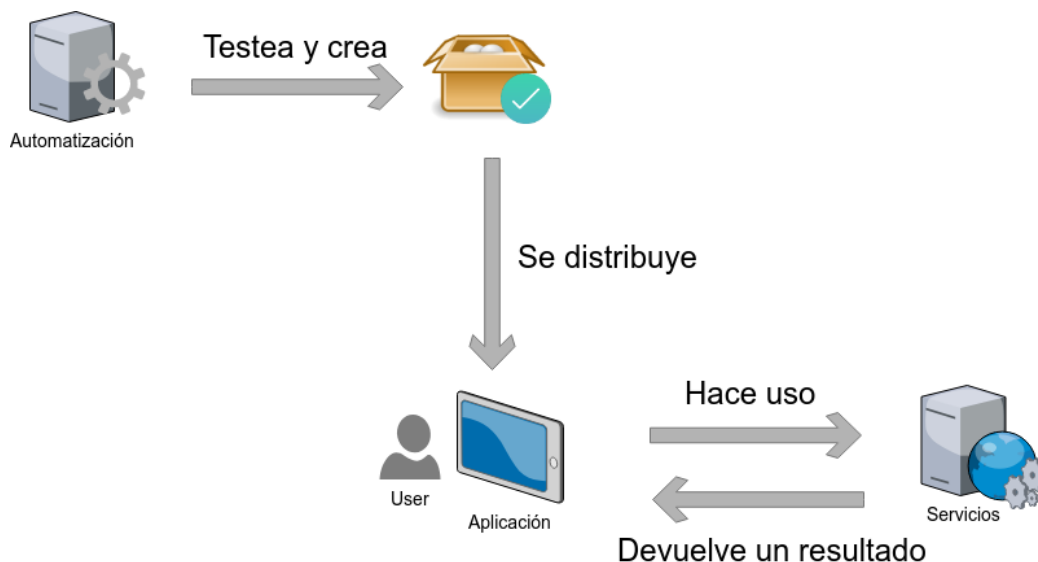 Testea y crea
Automatización
Se distribuye
Hace uso
User
Aplicación
Servicios
Devuelve un resultado